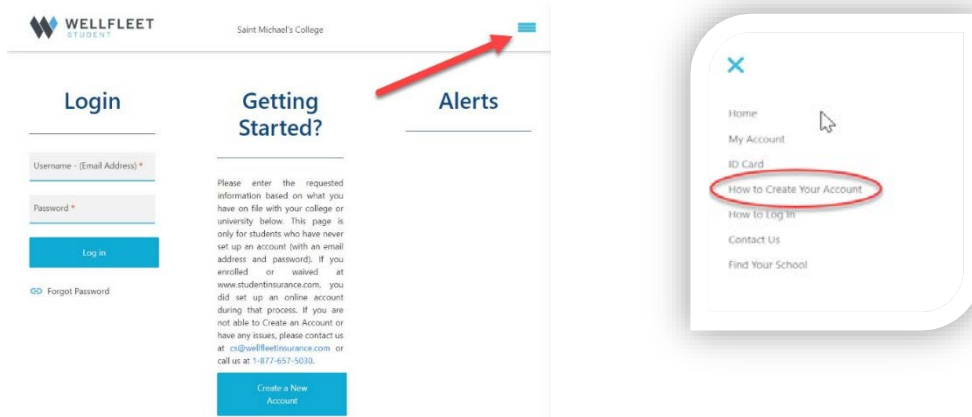 WELLFLEET
STUDENT
Saint Michael's College
Login
Username - (Email Address) *
Password *
Log in
Forgot Password
Getting
Started?
Please enter the requested
information based on what you
have on file with your college or
university below. This page is
only for students who have never
set up an account (with an email
address and password). If you
enrolled or waived at
www.studentinsurance.com, you
did set up an online account
during that process. If you are
not able to Create an Account or
have any issues, please contact us
at cs@wellfleetinsurance.com or
call us at 1-877-657-5030.
Create a New
Account
Alerts
Home
My Account
ID Card
How to Create Your Account
How to Log In
Contact Us
Find Your School